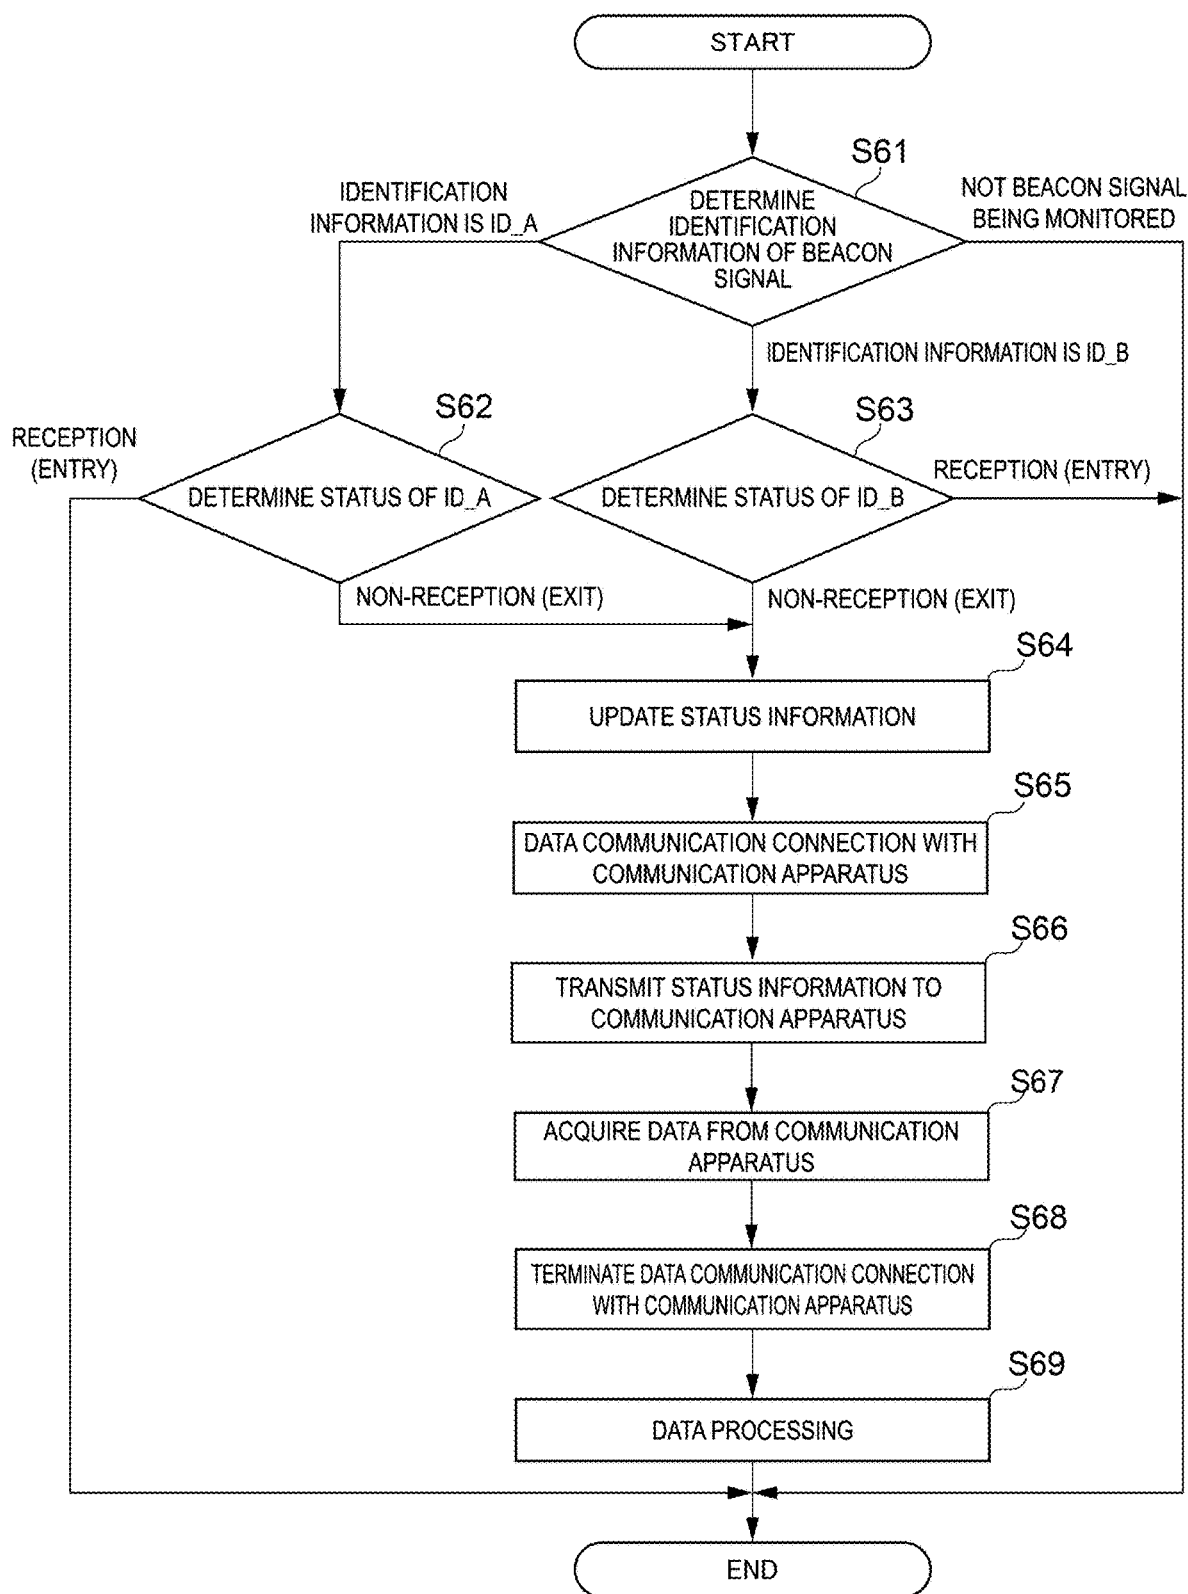 START
S61
IDENTIFICATION
INFORMATION IS ID_A
DETERMINE
IDENTIFICATION
INFORMATION OF BEACON
SIGNAL
NOT BEACON SIGNAL
BEING MONITORED
IDENTIFICATION INFORMATION IS ID_B
S62
S63
RECEPTION
(ENTRY)
DETERMINE STATUS OF ID_A
DETERMINE STATUS OF ID_B
RECEPTION (ENTRY)
NON-RECEPTION (EXIT)
NON-RECEPTION (EXIT)
S64
UPDATE STATUS INFORMATION
S65
DATA COMMUNICATION CONNECTION WITH
COMMUNICATION APPARATUS
S66
TRANSMIT STATUS INFORMATION TO
COMMUNICATION APPARATUS
S67
ACQUIRE DATA FROM COMMUNICATION
APPARATUS
S68
TERMINATE DATA COMMUNICATION CONNECTION
WITH COMMUNICATION APPARATUS
S69
DATA PROCESSING
END